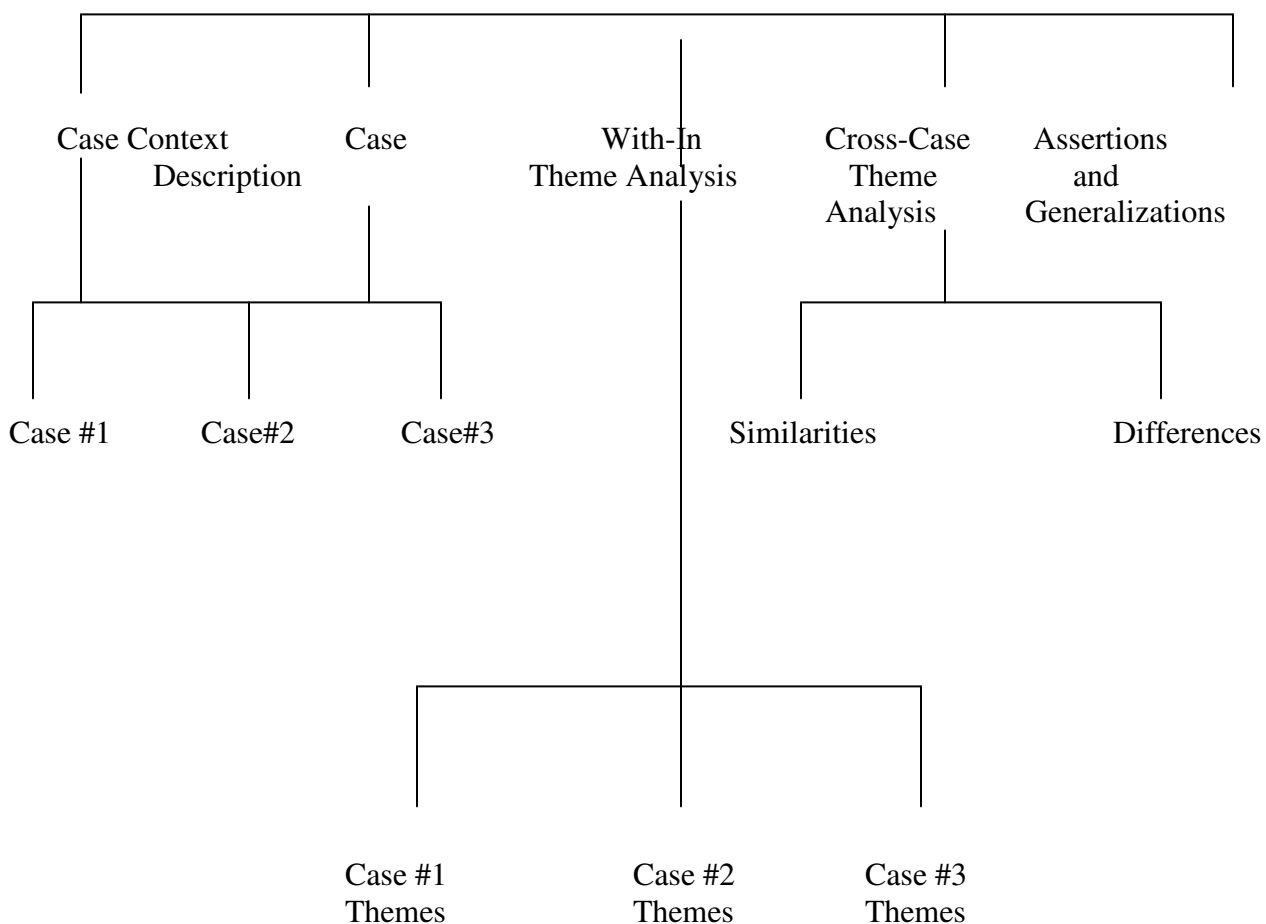 Case Context Case With-In Cross-Case Assertions
Description Theme Analysis Theme and
Analysis Generalizations
Case #1 Case#2 Case#3 Similarities Differences
Case #1 Case #2 Case #3
Themes Themes Themes